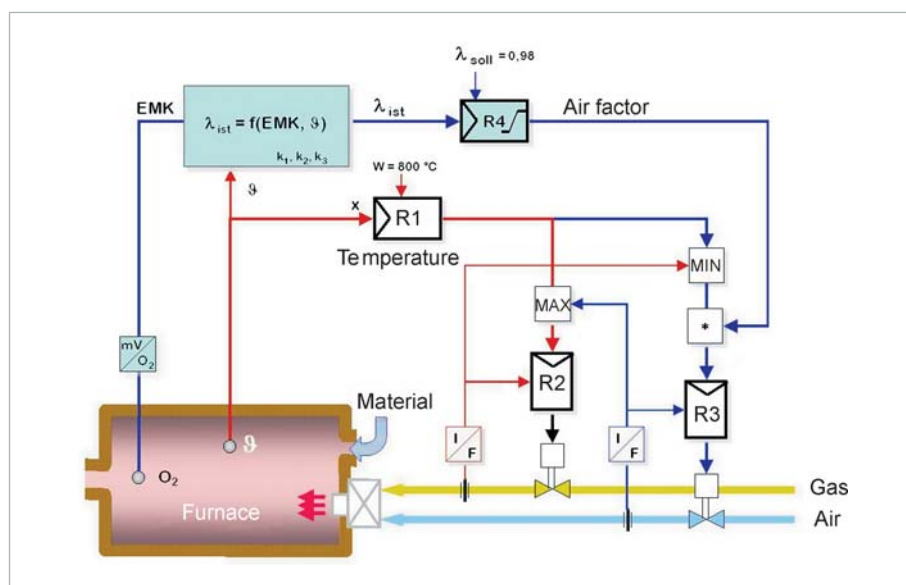 λ soll = 0,98
EMK
λ ist = f(EMK, ϑ)
k1, k2, k3
λ ist
R4
Air factor
ϑ
W = 800 °C
x
R1
Temperature
MIN
MAX
*
mV
O2
R2
R3
Material
I
F
I
F
ϑ
O2
Furnace
Gas
Air